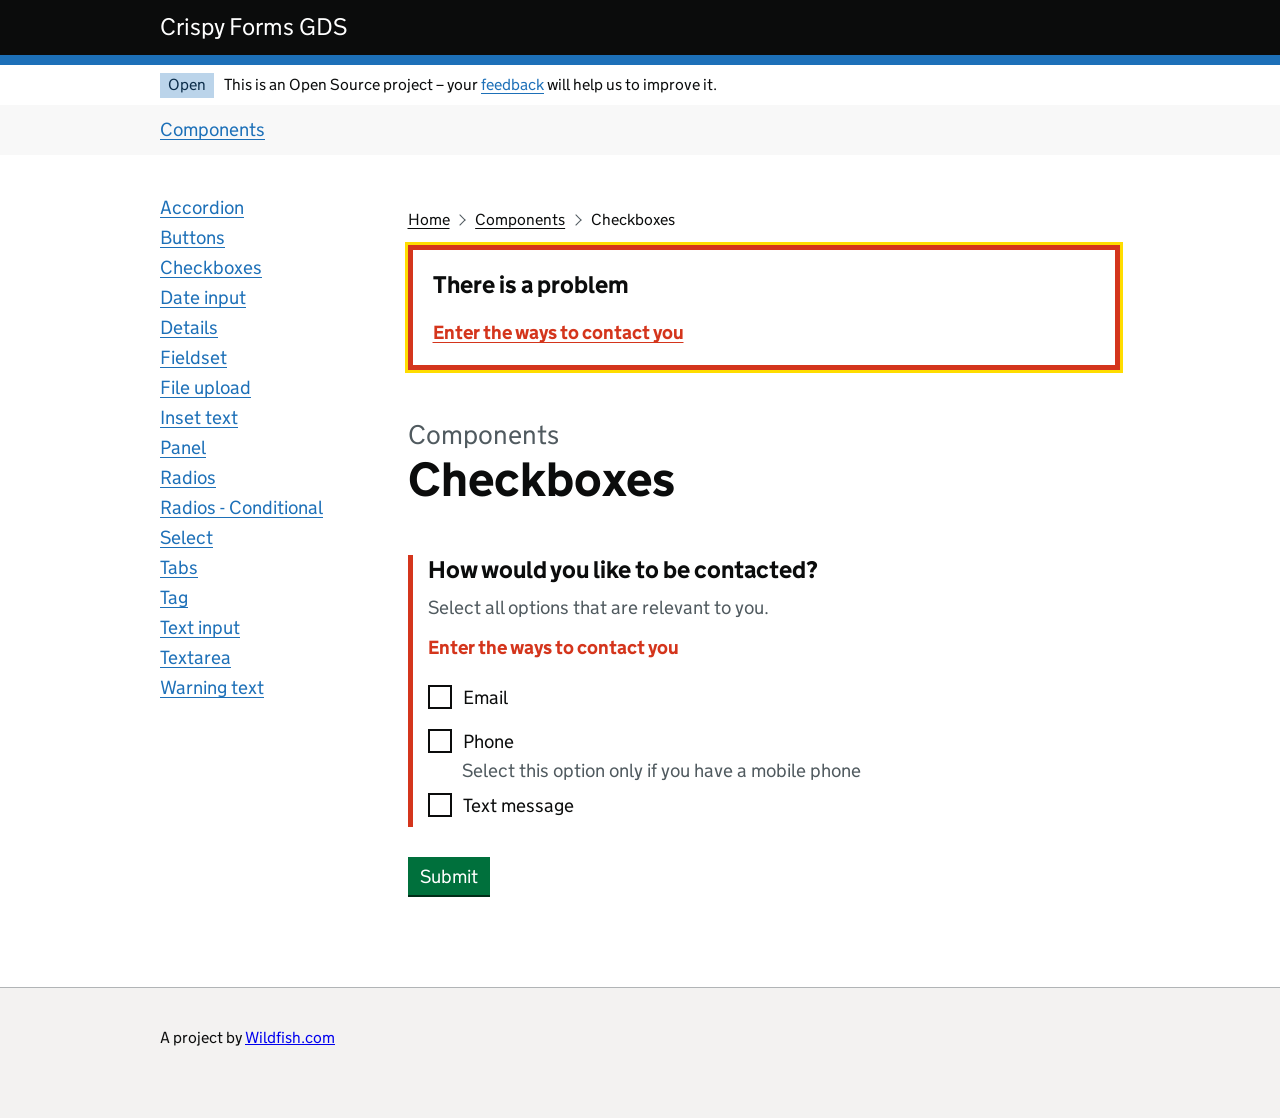 Crispy Forms GDS
Open This is an Open Source project – your feedback will help us to improve it.
Components
Accordion
Buttons
Checkboxes
Date input
Details
Fieldset
File upload
Inset text
Panel
Radios
Radios - Conditional
Select
Tabs
Tag
Text input
Textarea
Warning text
Home Components Checkboxes
There is a problem
Enter the ways to contact you
Components
Checkboxes
How would you like to be contacted?
Select all options that are relevant to you.
Enter the ways to contact you
Email
Phone
Select this option only if you have a mobile phone
Text message
Submit
A project by Wildfish.com